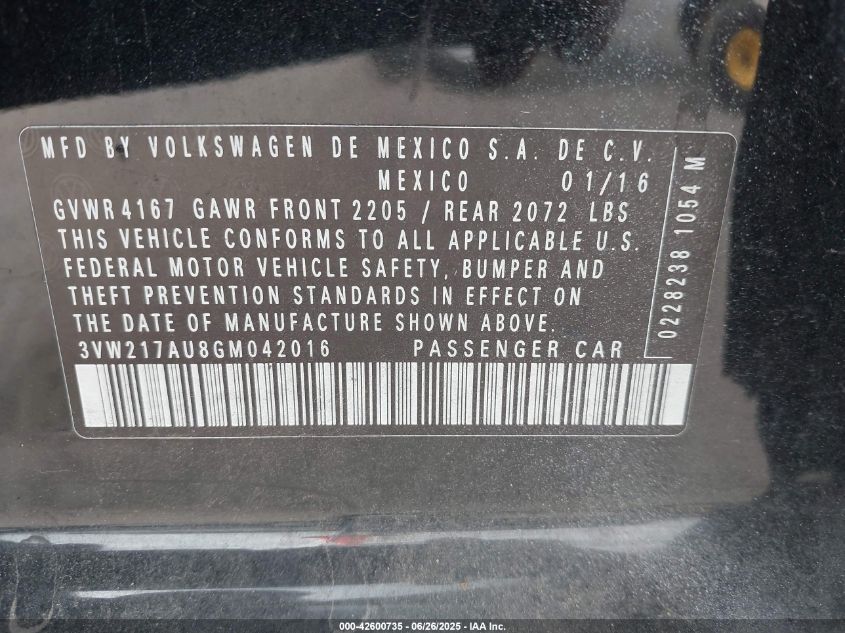 MFD BY VOLKSWAGEN DE MEXICO S.A. DE C.V.
MEXICO 01/16
GVWR 4167 GAWR FRONT 2205 / REAR 2072 LBS
THIS VEHICLE CONFORMS TO ALL APPLICABLE U.S.
FEDERAL MOTOR VEHICLE SAFETY, BUMPER AND
THEFT PREVENTION STANDARDS IN EFFECT ON
THE DATE OF MANUFACTURE SHOWN ABOVE.
3VW217AU8GM042016 PASSENGER CAR
0228238 1054 M
000-42600735 - 06/26/2025 - IAA Inc.